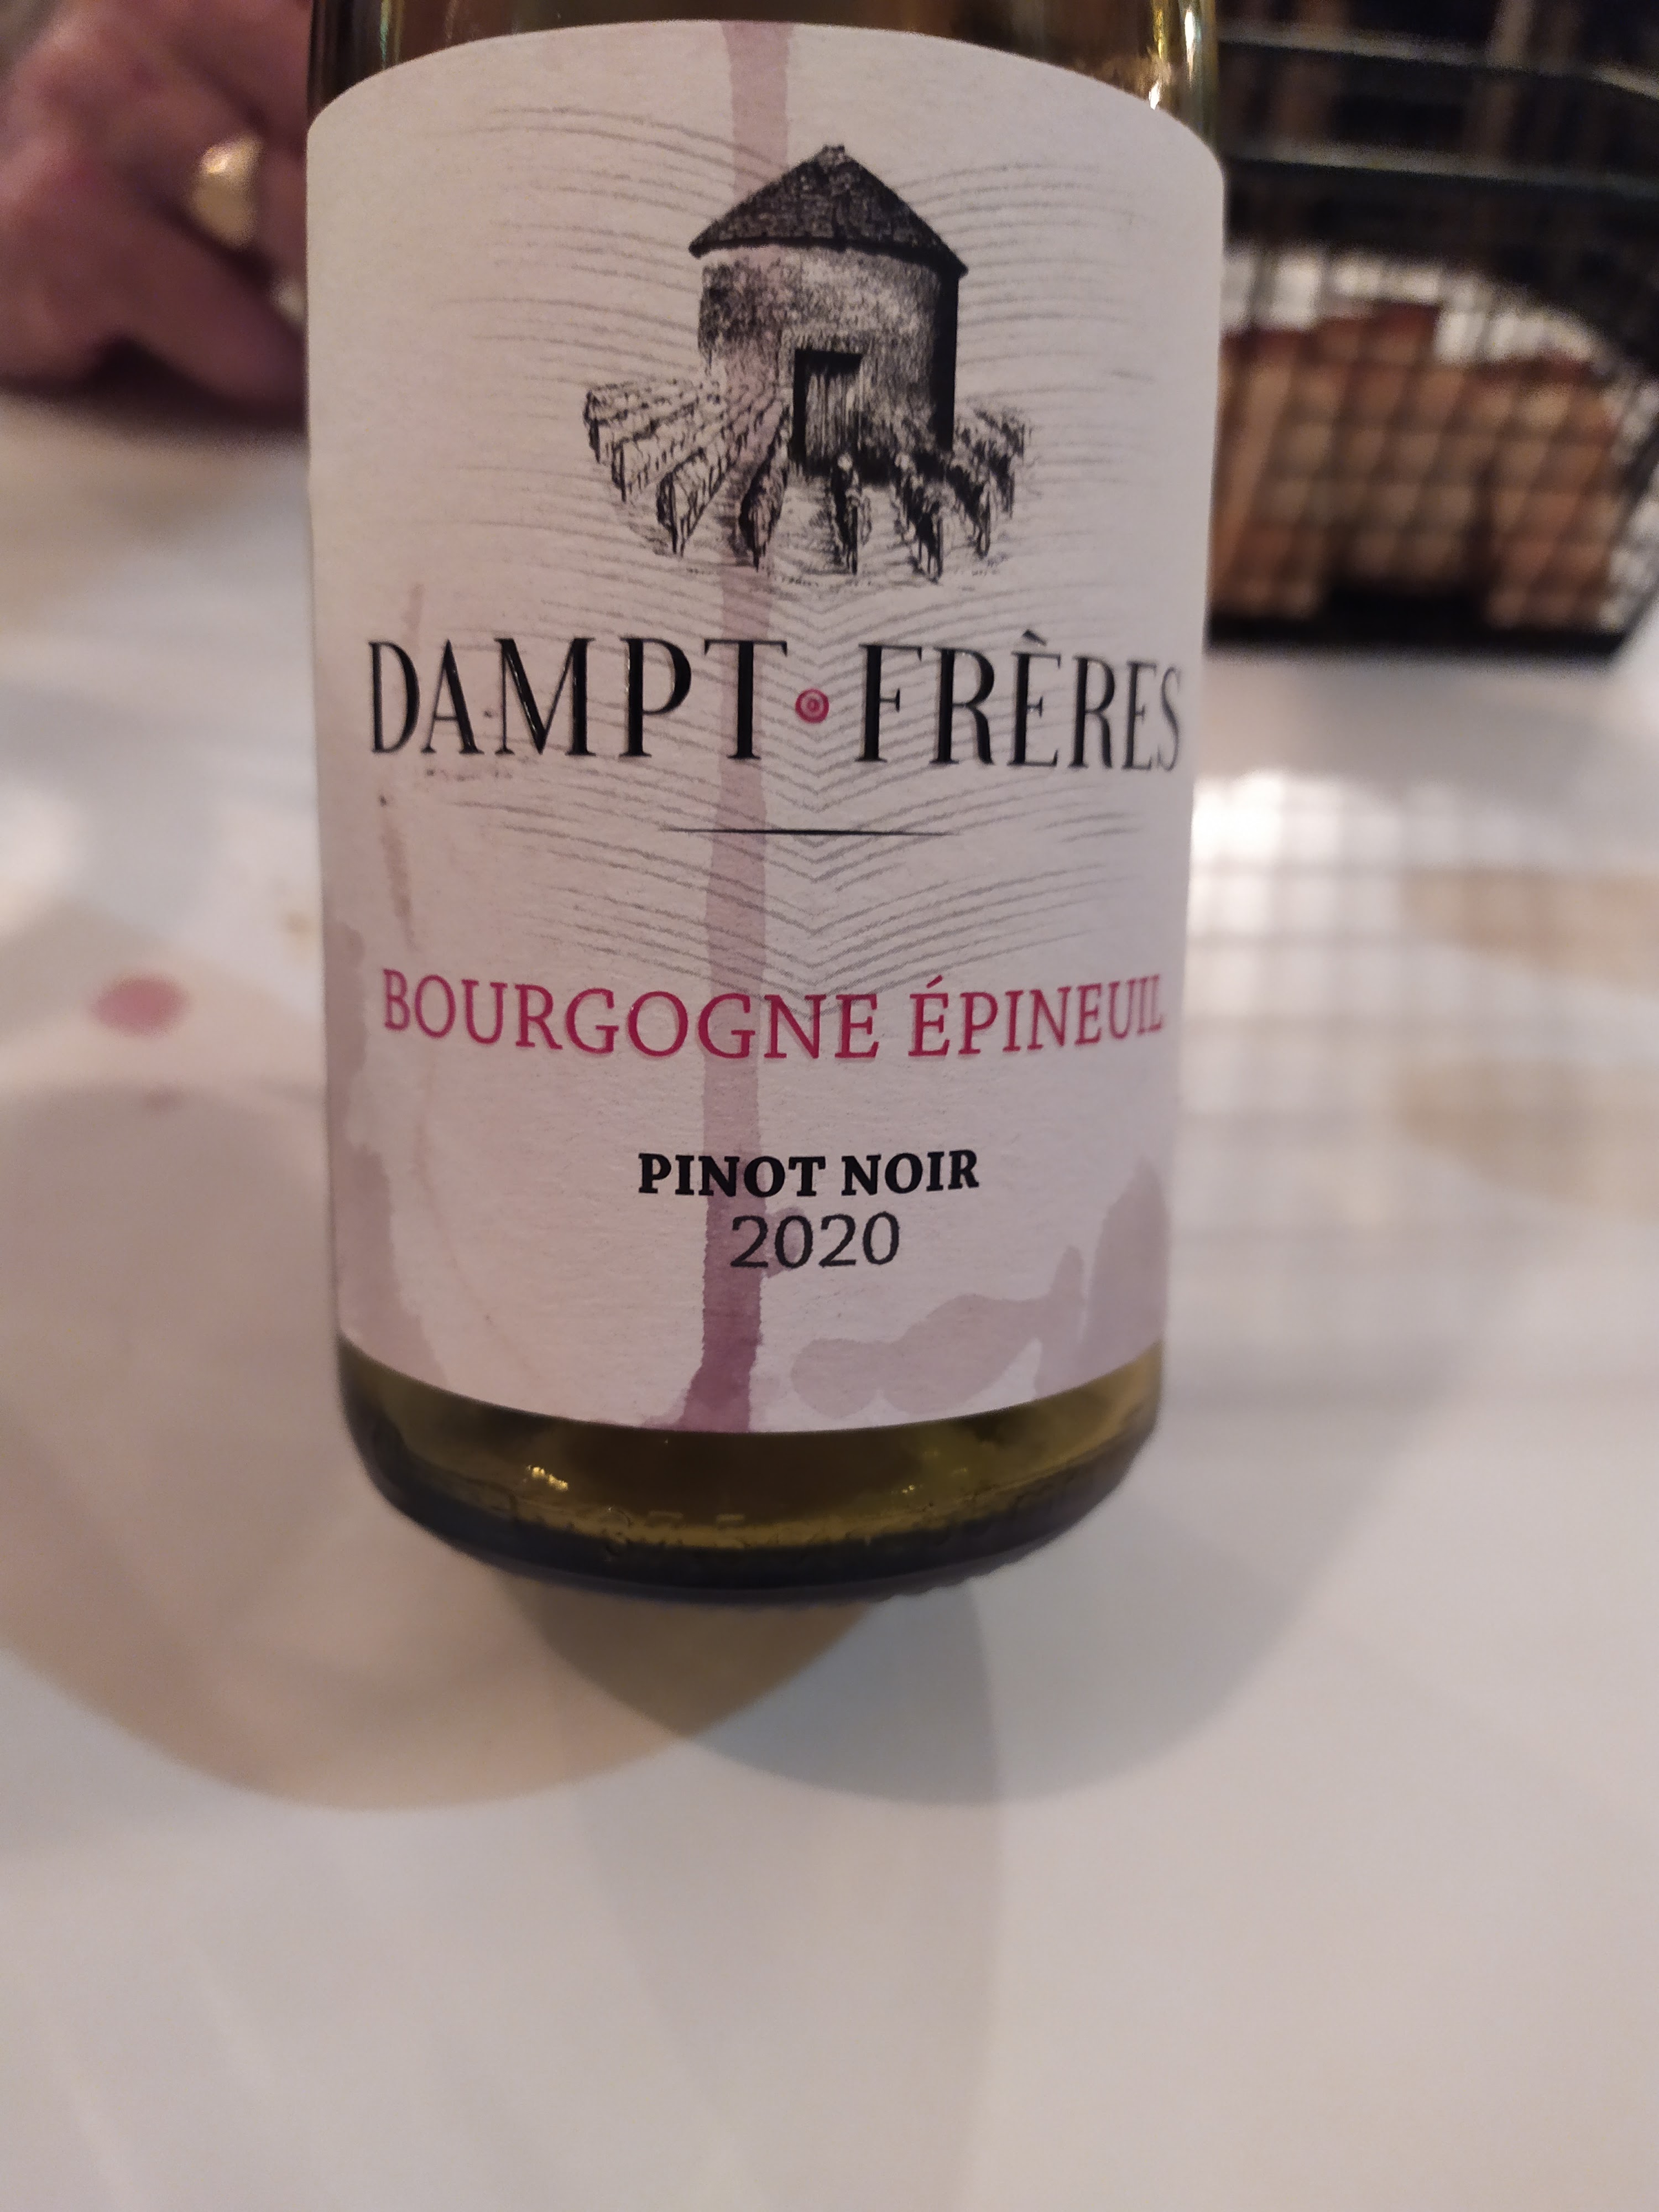 DAMPT • FRÈRES
BOURGOGNE ÉPINEUIL
PINOT NOIR
2020